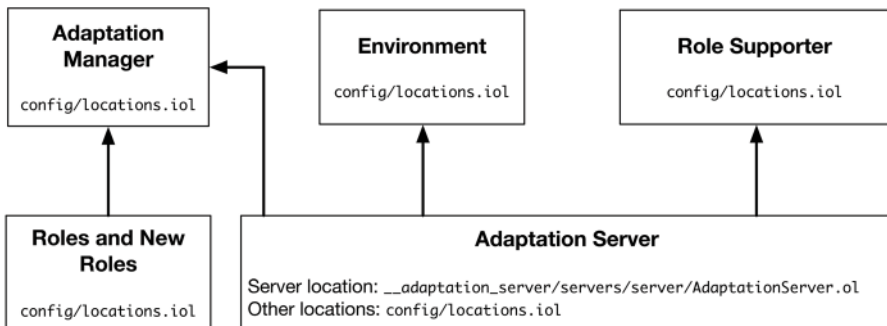 Adaptation
Manager
config/locations.iol
Environment
config/locations.iol
Role Supporter
config/locations.iol
Roles and New
Roles
config/locations.iol
Adaptation Server
Server location: __adaptation_server/servers/server/AdaptationServer.ol
Other locations: config/locations.iol